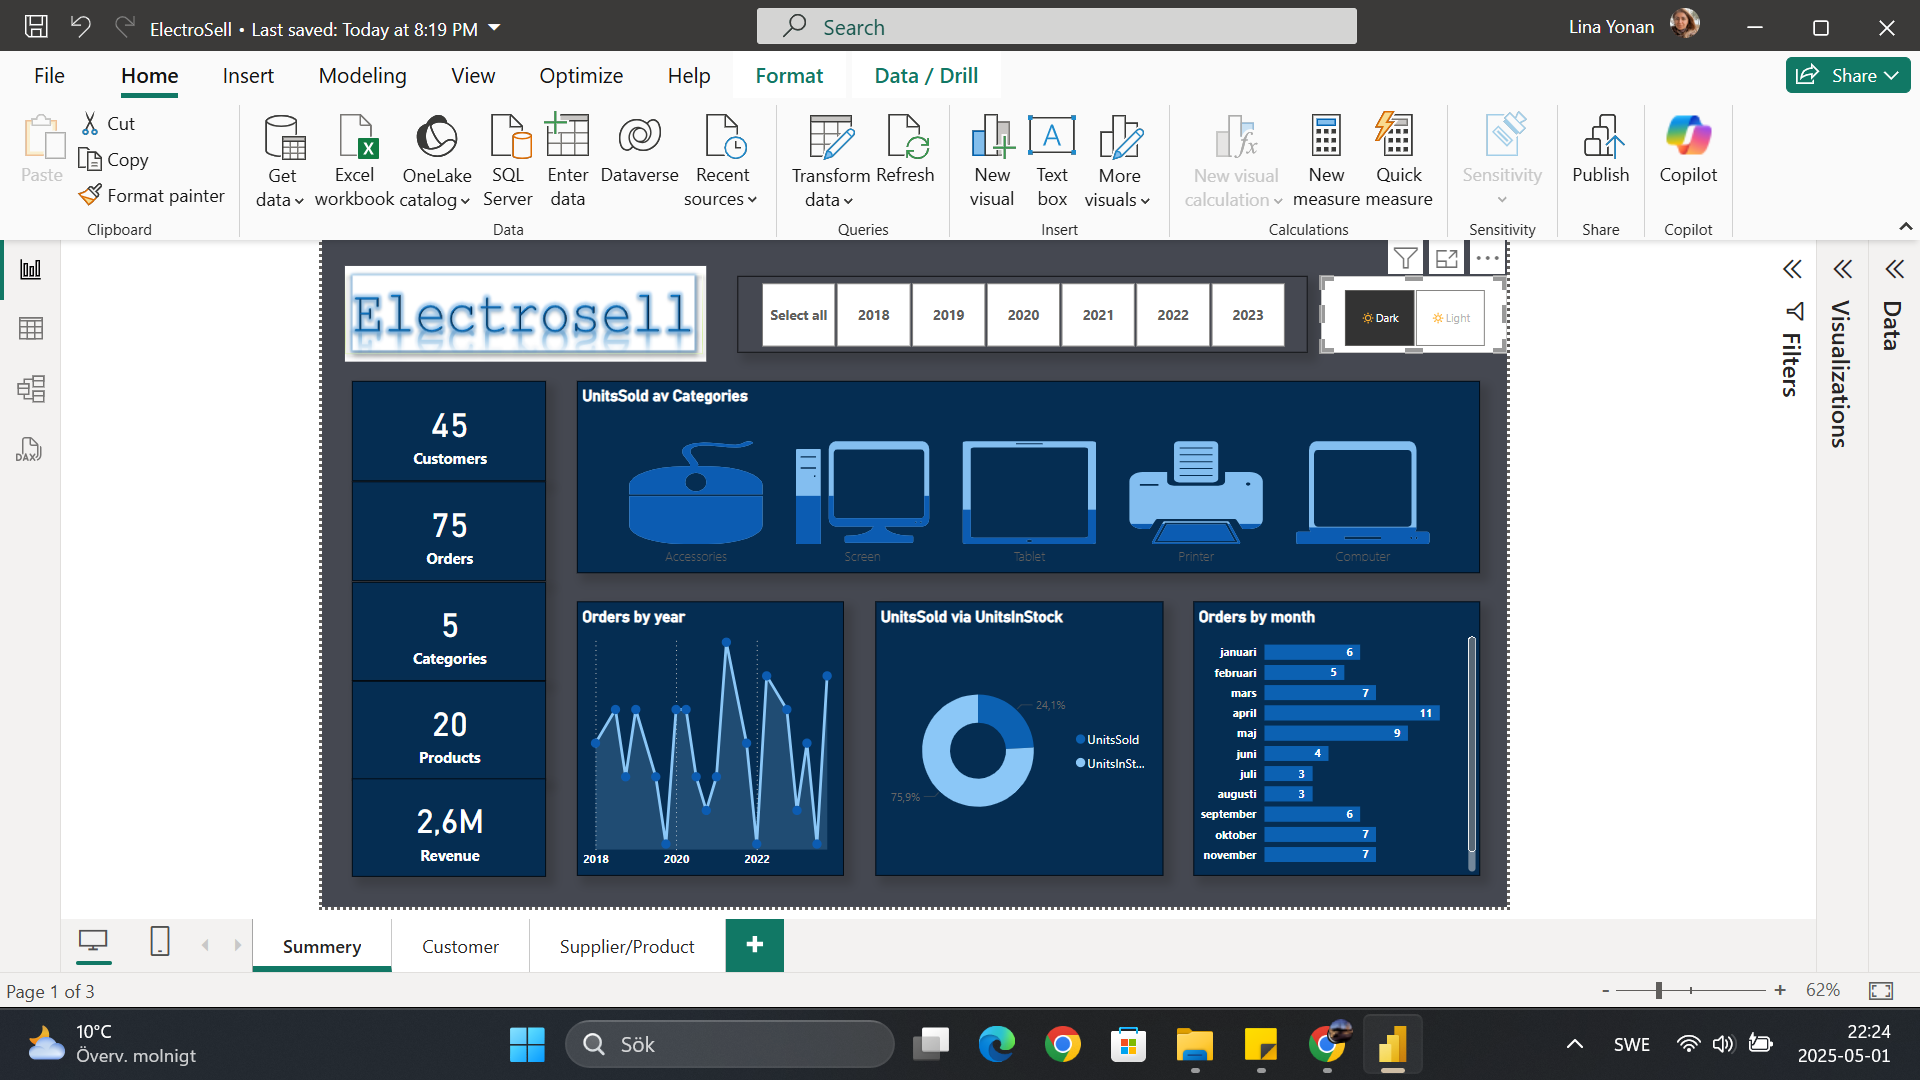 ElectroSell • Last saved: Today at 8:19 PM
Search
Lina Yonan
File
Home
Insert
Modeling
View
Optimize
Help
Format
Data / Drill
Share
Paste
Cut
Copy
Format painter
Clipboard
Get data
Excel workbook
OneLake catalog
SQL Server
Enter data
Dataverse
Recent sources
Data
Transform data
Refresh
Queries
New visual
Text box
More visuals
Insert
New visual calculation
New measure
Quick measure
Calculations
Sensitivity
Sensitivity
Publish
Share
Copilot
Copilot
DAX
Electrosell
Select all
2018
2019
2020
2021
2022
2023
Dark
Light
45
Customers
75
Orders
5
Categories
20
Products
2,6M
Revenue
UnitsSold av Categories
Accessories
Screen
Tablet
Printer
Computer
Orders by year
2018
2020
2022
UnitsSold via UnitsInStock
24,1%
75,9%
UnitsSold
UnitsInSt...
Orders by month
januari 6
februari 5
mars 7
april 11
maj 9
juni 4
juli 3
augusti 3
september 6
oktober 7
november 7
Filters
Visualizations
Data
Summery
Customer
Supplier/Product
Page 1 of 3
62%
10°C
Överv. molnigt
Sök
SWE
22:24
2025-05-01